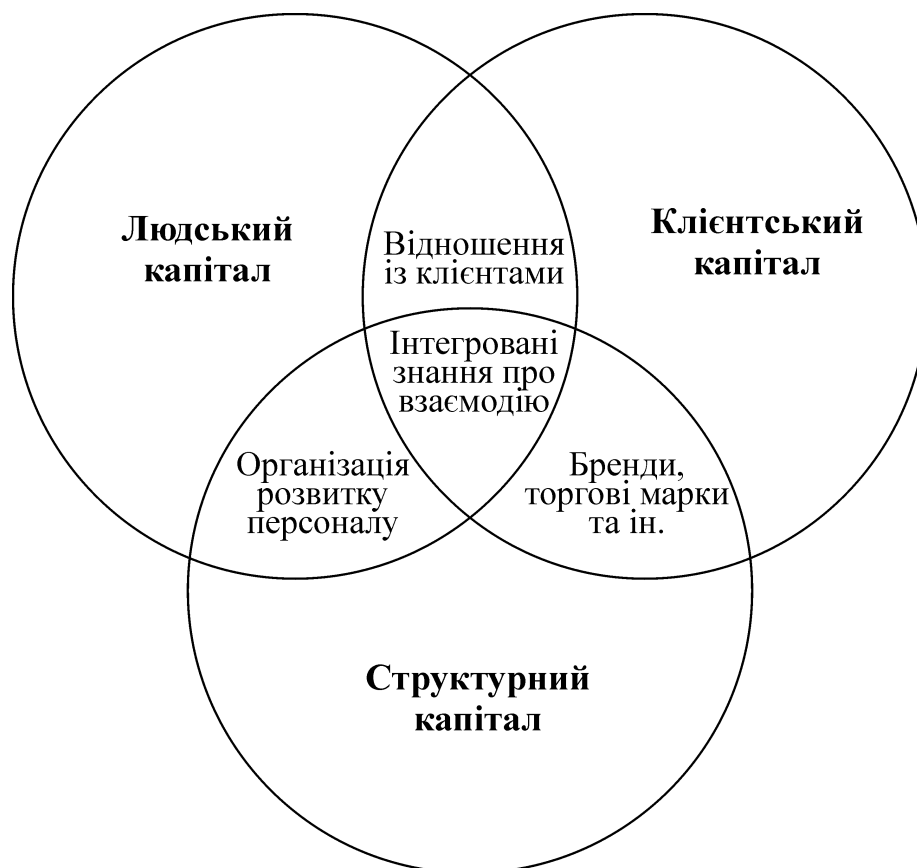 Людський
капітал
Клієнтський
капітал
Відношення
із клієнтами
Інтегровані
знання про
взаємодію
Організація
розвитку
персоналу
Бренди,
торгові марки
та ін.
Структурний
капітал